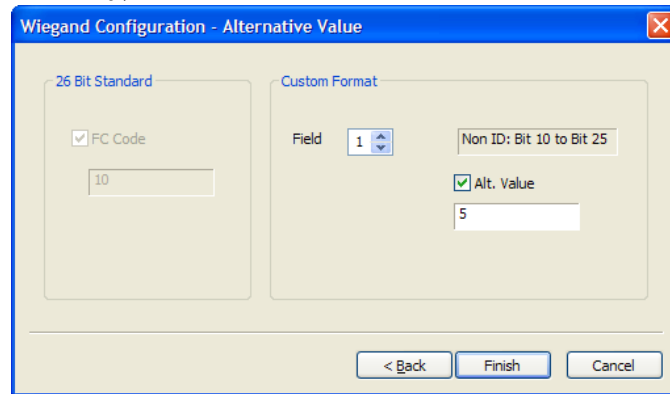 Wiegand Configuration - Alternative Value
26 Bit Standard
FC Code
10
Custom Format
Field
1
Non ID: Bit 10 to Bit 25
Alt. Value
5
< Back
Finish
Cancel